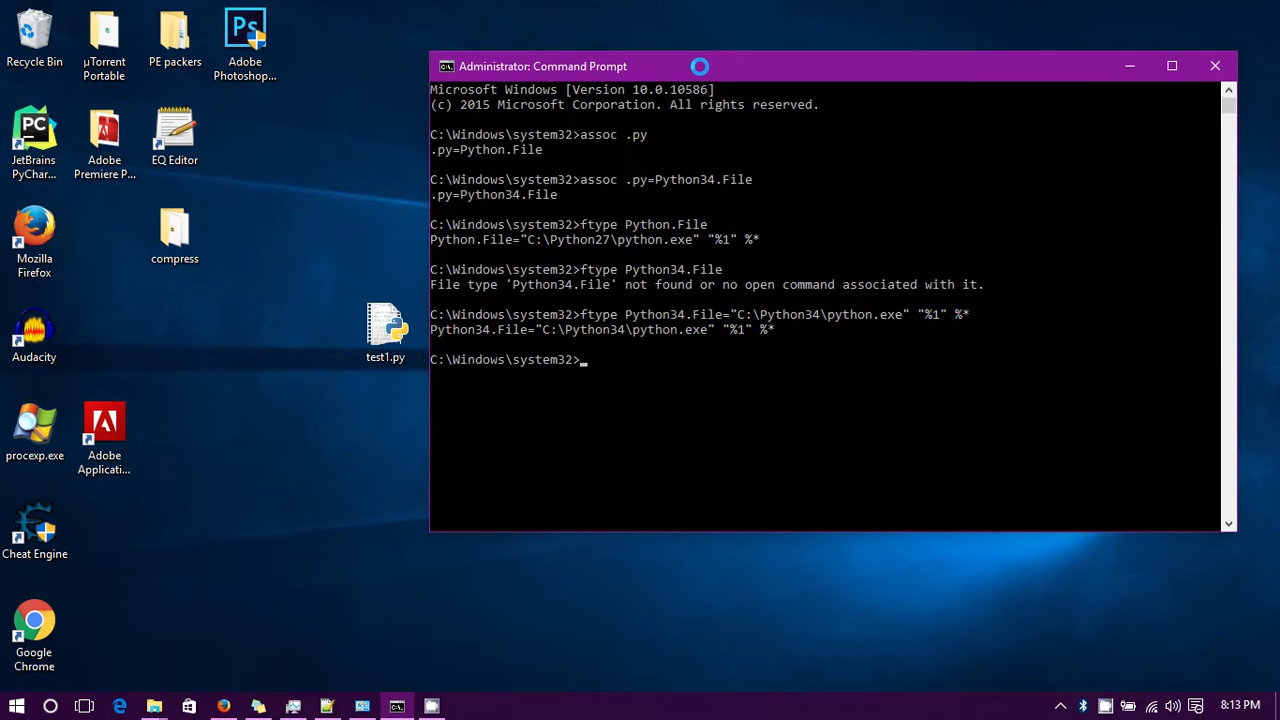 Recycle Bin
µTorrent
Portable
PE packers
Ps
Adobe
Photoshop...
PC
JetBrains
PyChar...
Adobe
Premiere P...
EQ Editor
Mozilla
Firefox
compress
Audacity
test1.py
procexp.exe
Adobe
Applicati...
Cheat Engine
Google
Chrome
C:\.
Administrator: Command Prompt
Microsoft Windows [Version 10.0.10586]
(c) 2015 Microsoft Corporation. All rights reserved.
C:\Windows\system32>assoc .py
.py=Python.File
C:\Windows\system32>assoc .py=Python34.File
.py=Python34.File
C:\Windows\system32>ftype Python.File
Python.File="C:\Python27\python.exe" "%1" %*
C:\Windows\system32>ftype Python34.File
File type 'Python34.File' not found or no open command associated with it.
C:\Windows\system32>ftype Python34.File="C:\Python34\python.exe" "%1" %*
Python34.File="C:\Python34\python.exe" "%1" %*
C:\Windows\system32>
8:13 PM